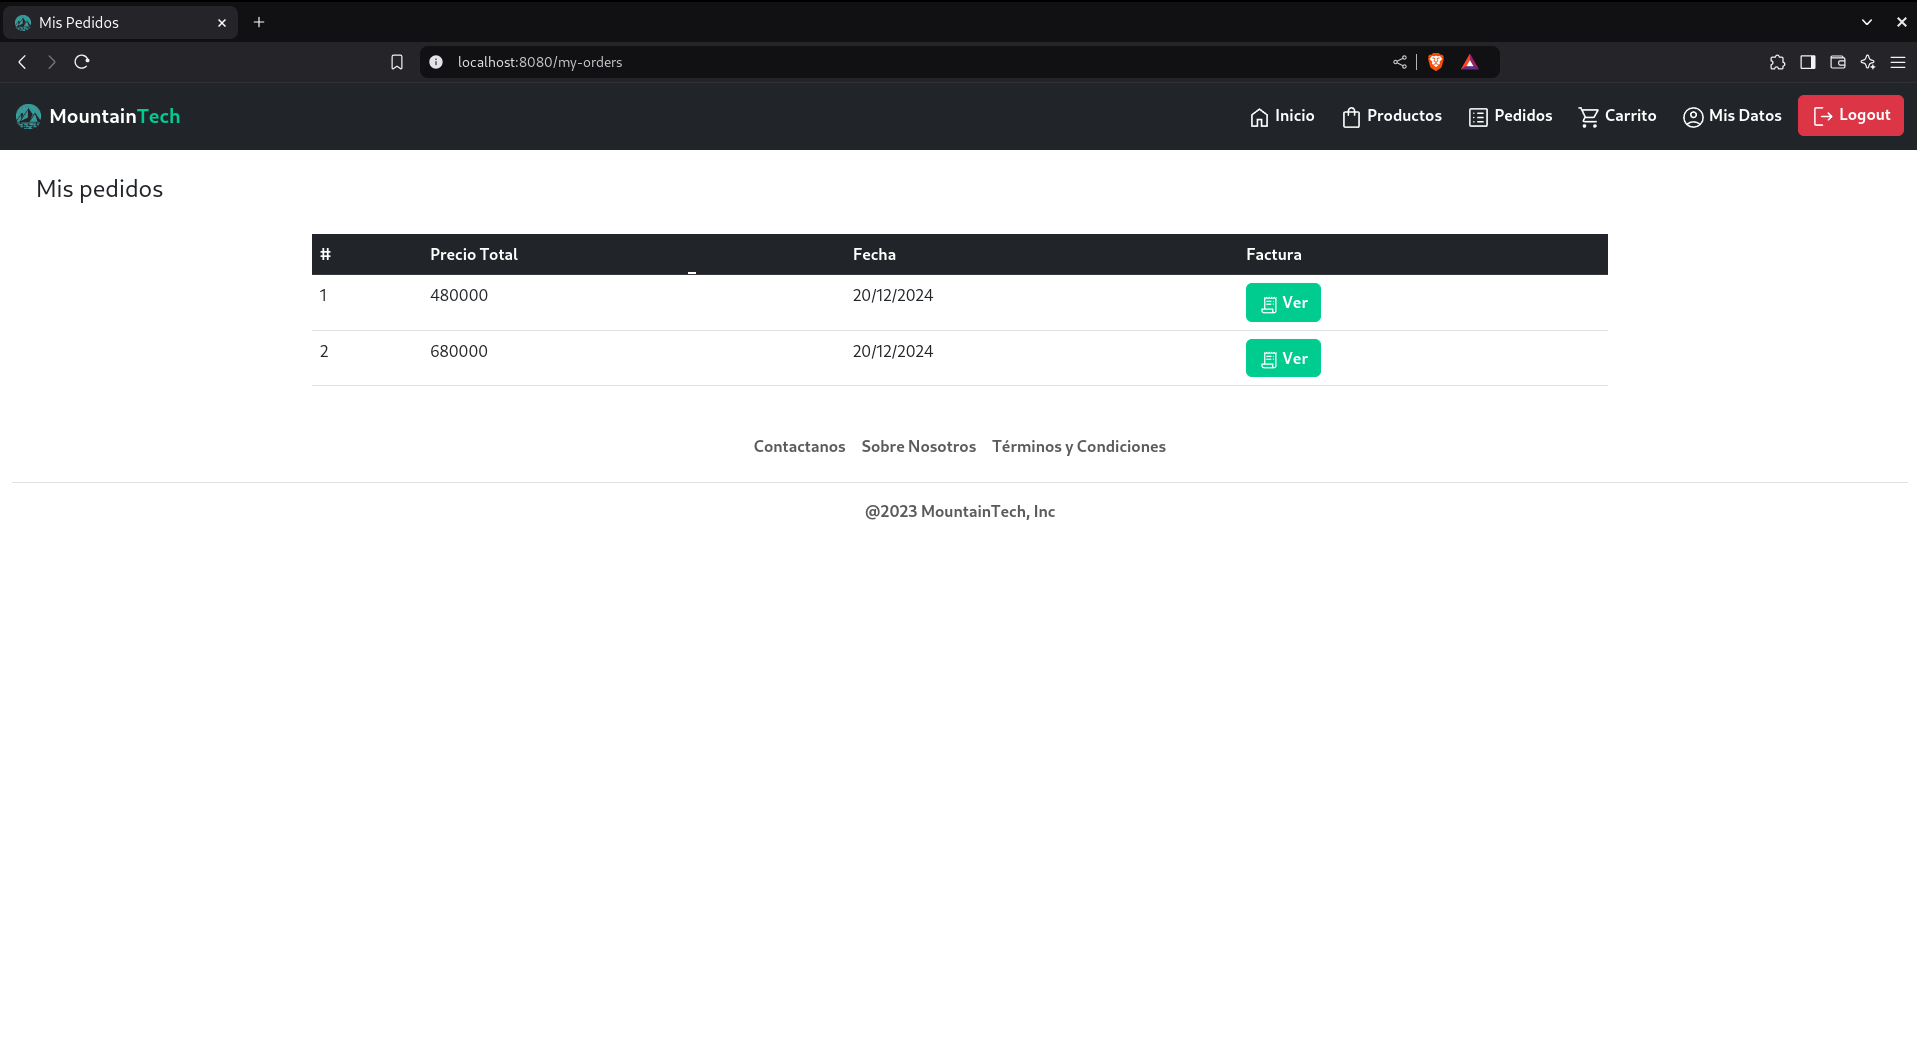 Mis Pedidos
localhost:8080/my-orders
MountainTech Inicio Productos Pedidos Carrito Mis Datos Logout
Mis pedidos
# Precio Total Fecha Factura
1 480000 20/12/2024 Ver
2 680000 20/12/2024 Ver
Contactanos Sobre Nosotros Términos y Condiciones
@2023 MountainTech, Inc